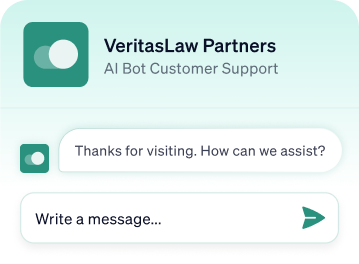 VeritasLaw Partners
AI Bot Customer Support
Thanks for visiting. How can we assist?
Write a message...